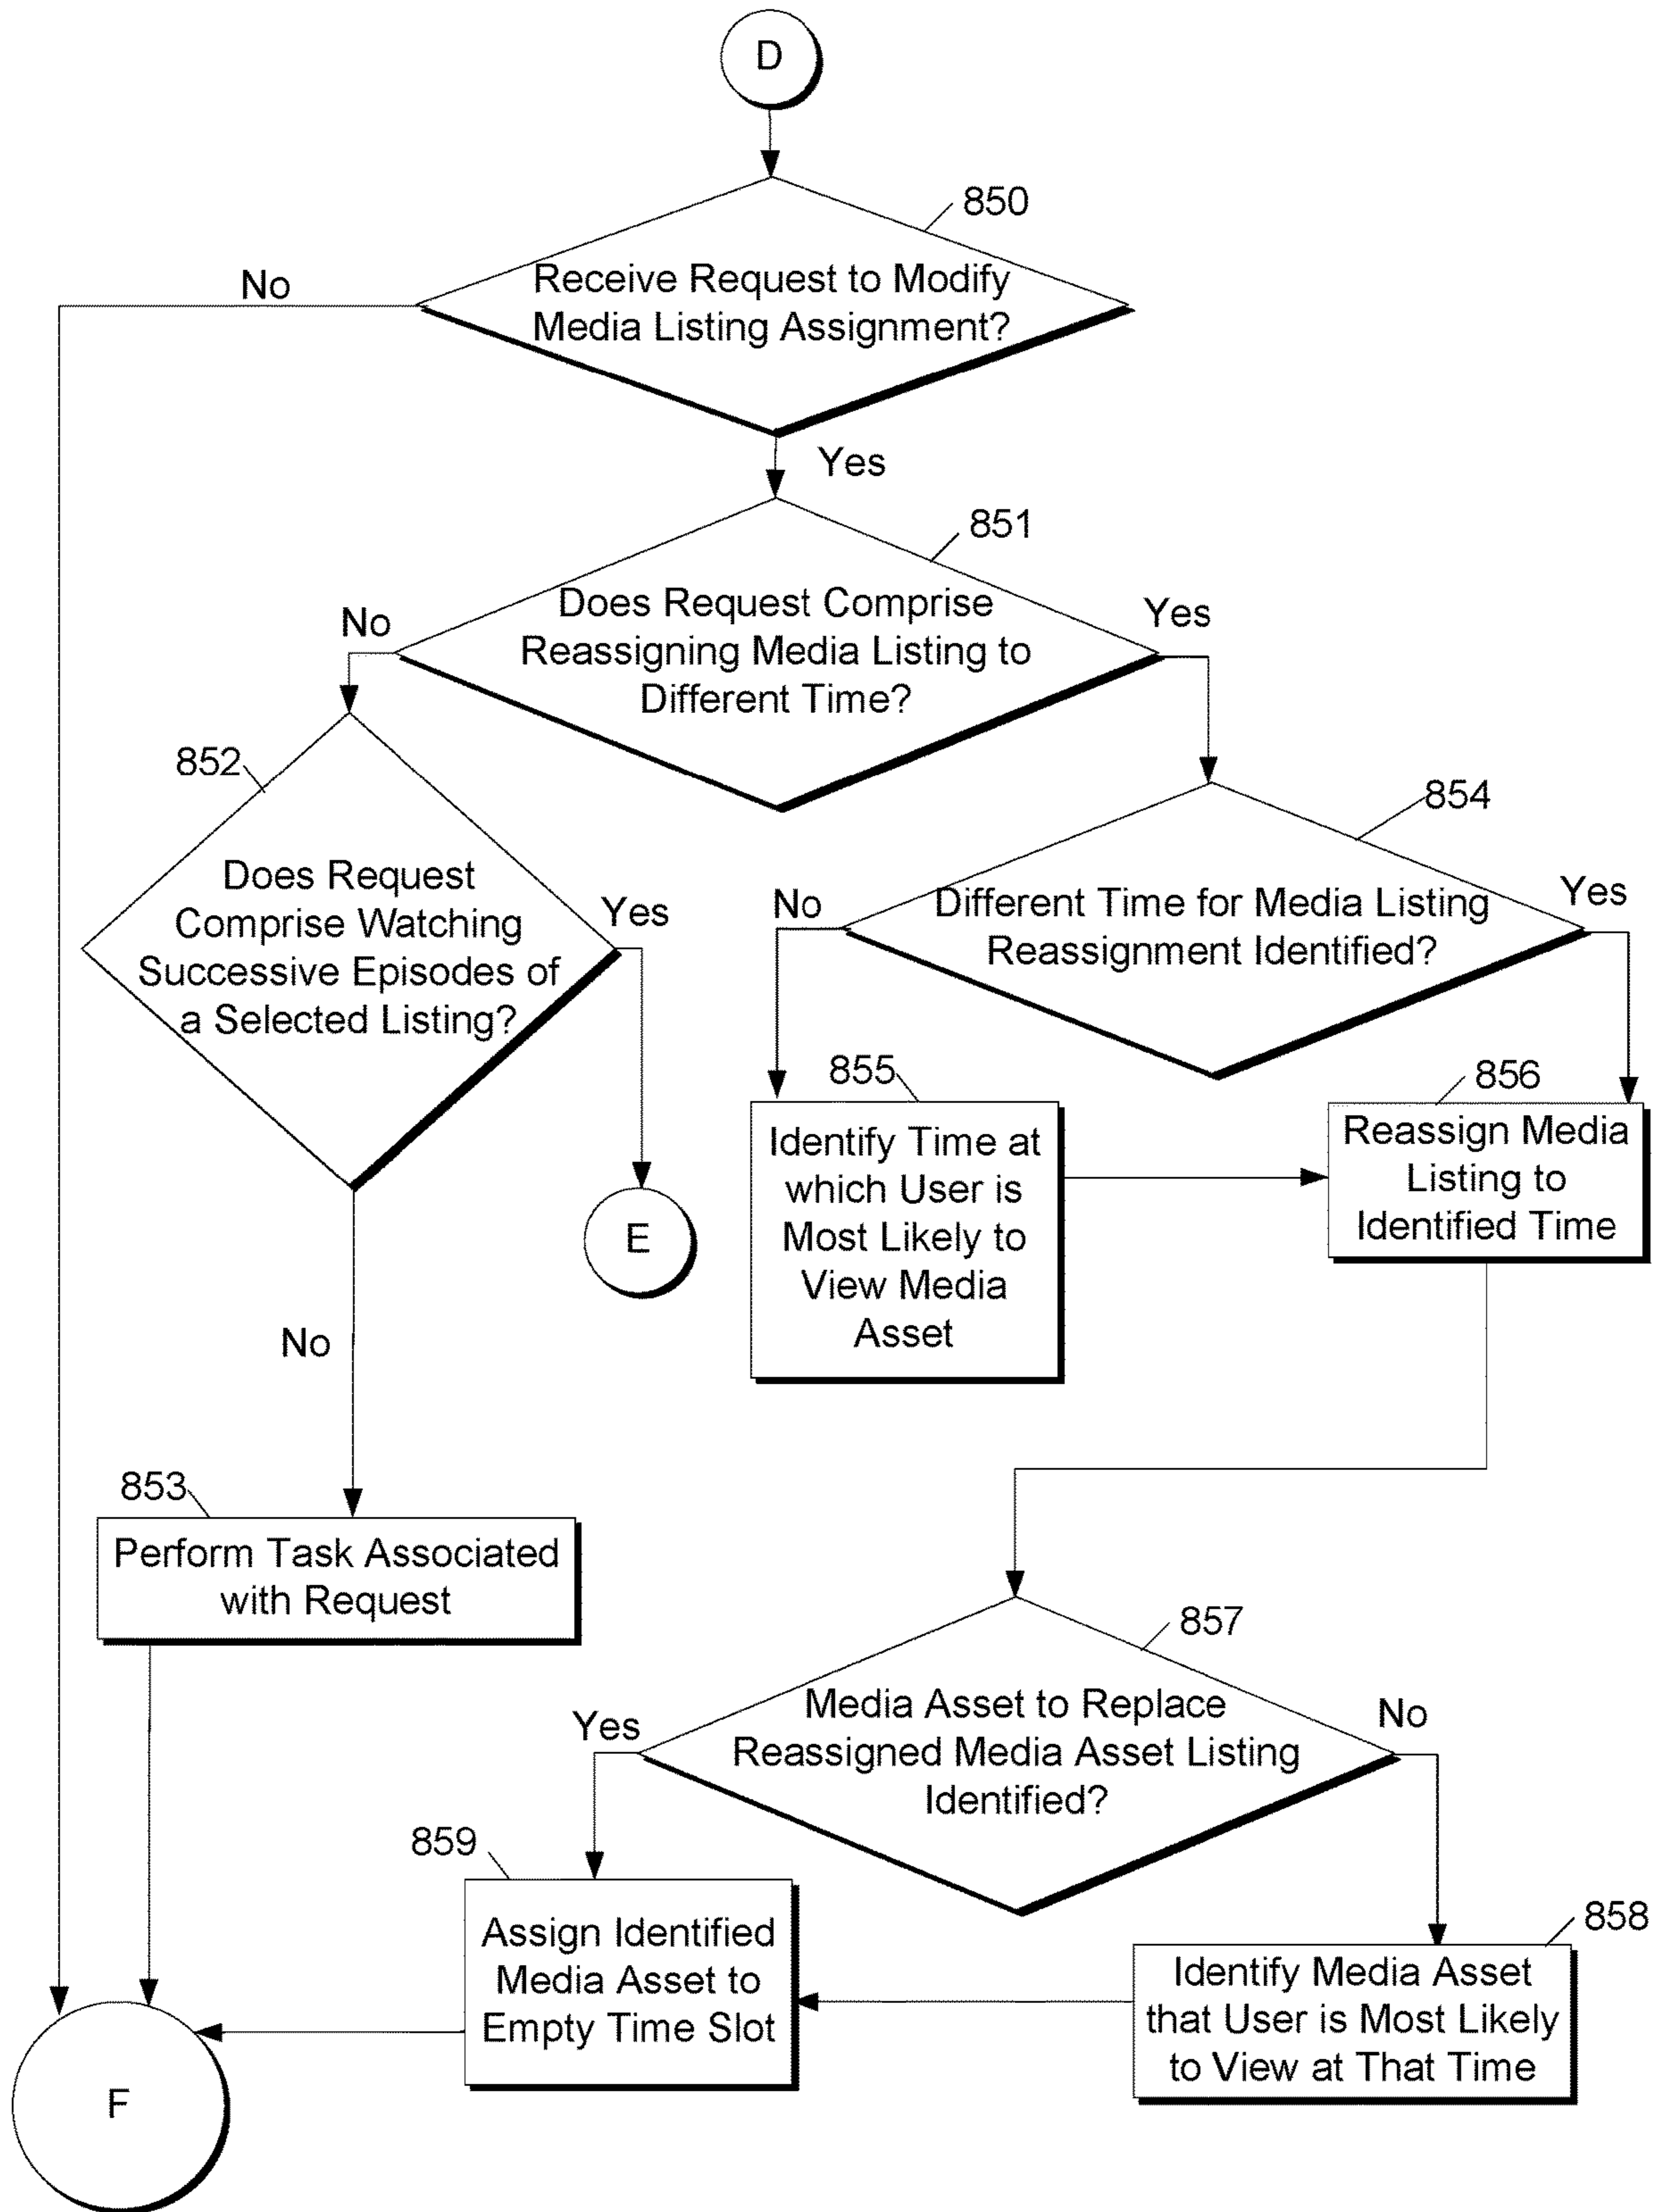 D
850
Receive Request to Modify
Media Listing Assignment?
No
Yes
851
Does Request Comprise
Reassigning Media Listing to
Different Time?
No
Yes
852
Does Request
Comprise Watching
Successive Episodes of
a Selected Listing?
Yes
No
E
854
Different Time for Media Listing
Reassignment Identified?
No
Yes
855
Identify Time at
which User is
Most Likely to
View Media
Asset
856
Reassign Media
Listing to
Identified Time
853
Perform Task Associated
with Request
857
Media Asset to Replace
Reassigned Media Asset Listing
Identified?
Yes
No
859
Assign Identified
Media Asset to
Empty Time Slot
858
Identify Media Asset
that User is Most Likely
to View at That Time
F